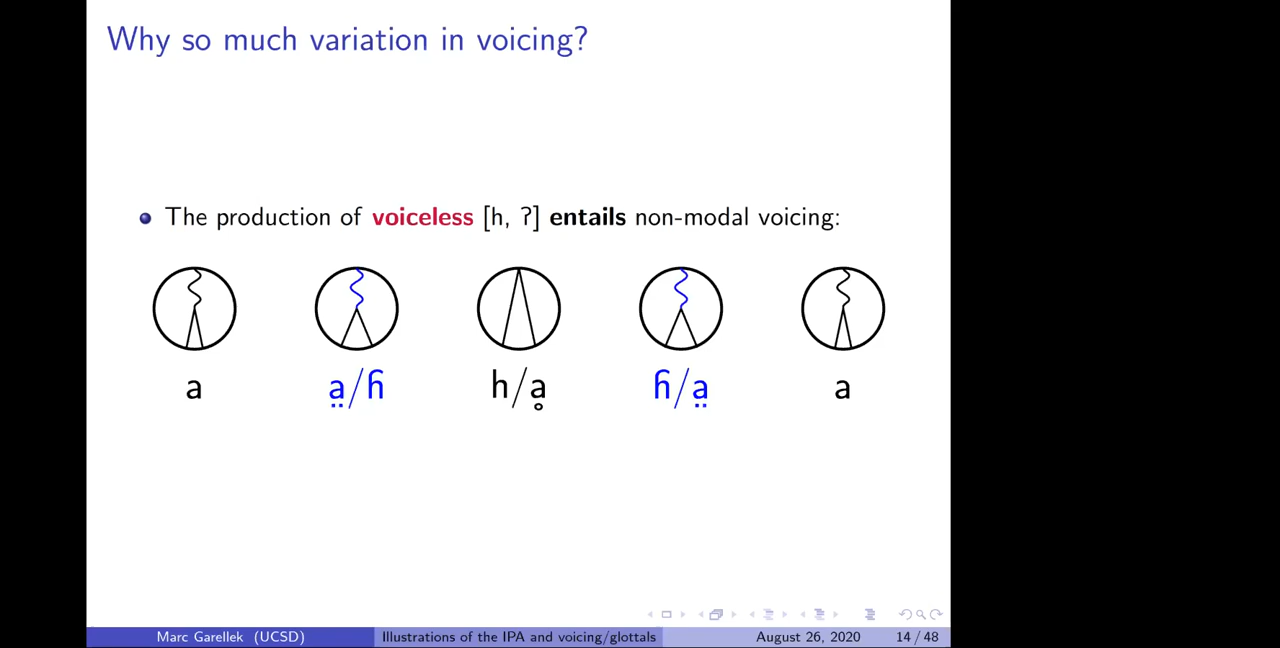 Why so much variation in voicing?
The production of voiceless [h, ʔ] entails non-modal voicing:
a a̤/ɦ h/ḁ ɦ/a̤ a
Marc Garellek (UCSD) Illustrations of the IPA and voicing/glottals August 26, 2020 14 / 48